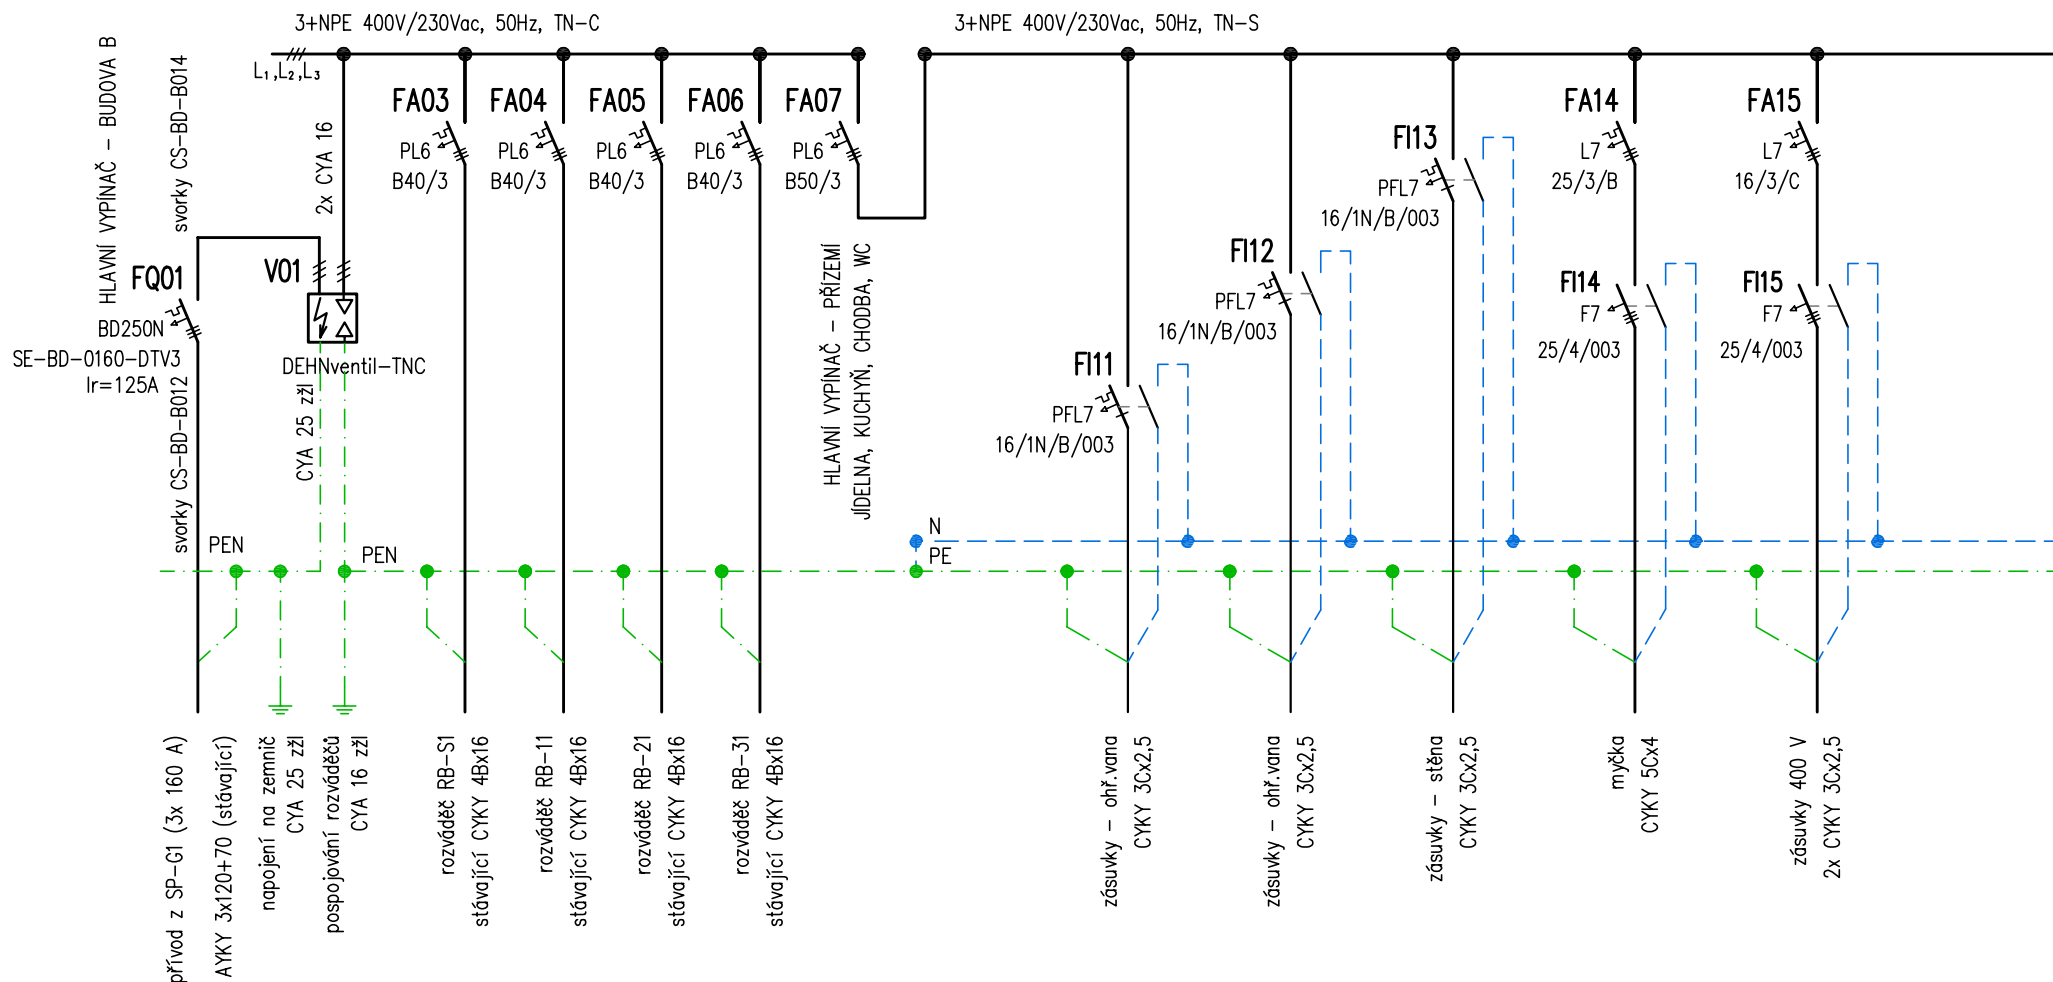 3+NPE 400V/230Vac, 50Hz, TN-C
3+NPE 400V/230Vac, 50Hz, TN-S
L1,L2,L3
HLAVNÍ VYPÍNAČ - BUDOVA B
svorky CS-BD-B014
FQ01
BD250N
SE-BD-0160-DTV3
Ir=125A
svorky CS-BD-B012
2x CYA 16
V01
DEHNventil-TNC
CYA 25 zžl
PEN
PEN
FA03
PL6
B40/3
FA04
PL6
B40/3
FA05
PL6
B40/3
FA06
PL6
B40/3
FA07
PL6
B50/3
HLAVNÍ VYPÍNAČ - PŘÍZEMÍ
JÍDELNA, KUCHYŇ, CHODBA, WC
N
PE
FI11
PFL7
16/1N/B/003
FI12
PFL7
16/1N/B/003
FI13
PFL7
16/1N/B/003
FA14
L7
25/3/B
FI14
F7
25/4/003
FA15
L7
16/3/C
FI15
F7
25/4/003
přívod z SP-G1 (3x 160 A)
AYKY 3x120+70 (stávající)
napojení na zemnič
CYA 25 zžl
pospojování rozváděčů
CYA 16 zžl
rozváděč RB-S1
stávající CYKY 4Bx16
rozváděč RB-11
stávající CYKY 4Bx16
rozváděč RB-21
stávající CYKY 4Bx16
rozváděč RB-31
stávající CYKY 4Bx16
zásuvky - ohř.vana
CYKY 3Cx2,5
zásuvky - ohř.vana
CYKY 3Cx2,5
zásuvky - stěna
CYKY 3Cx2,5
myčka
CYKY 5Cx4
zásuvky 400 V
2x CYKY 3Cx2,5